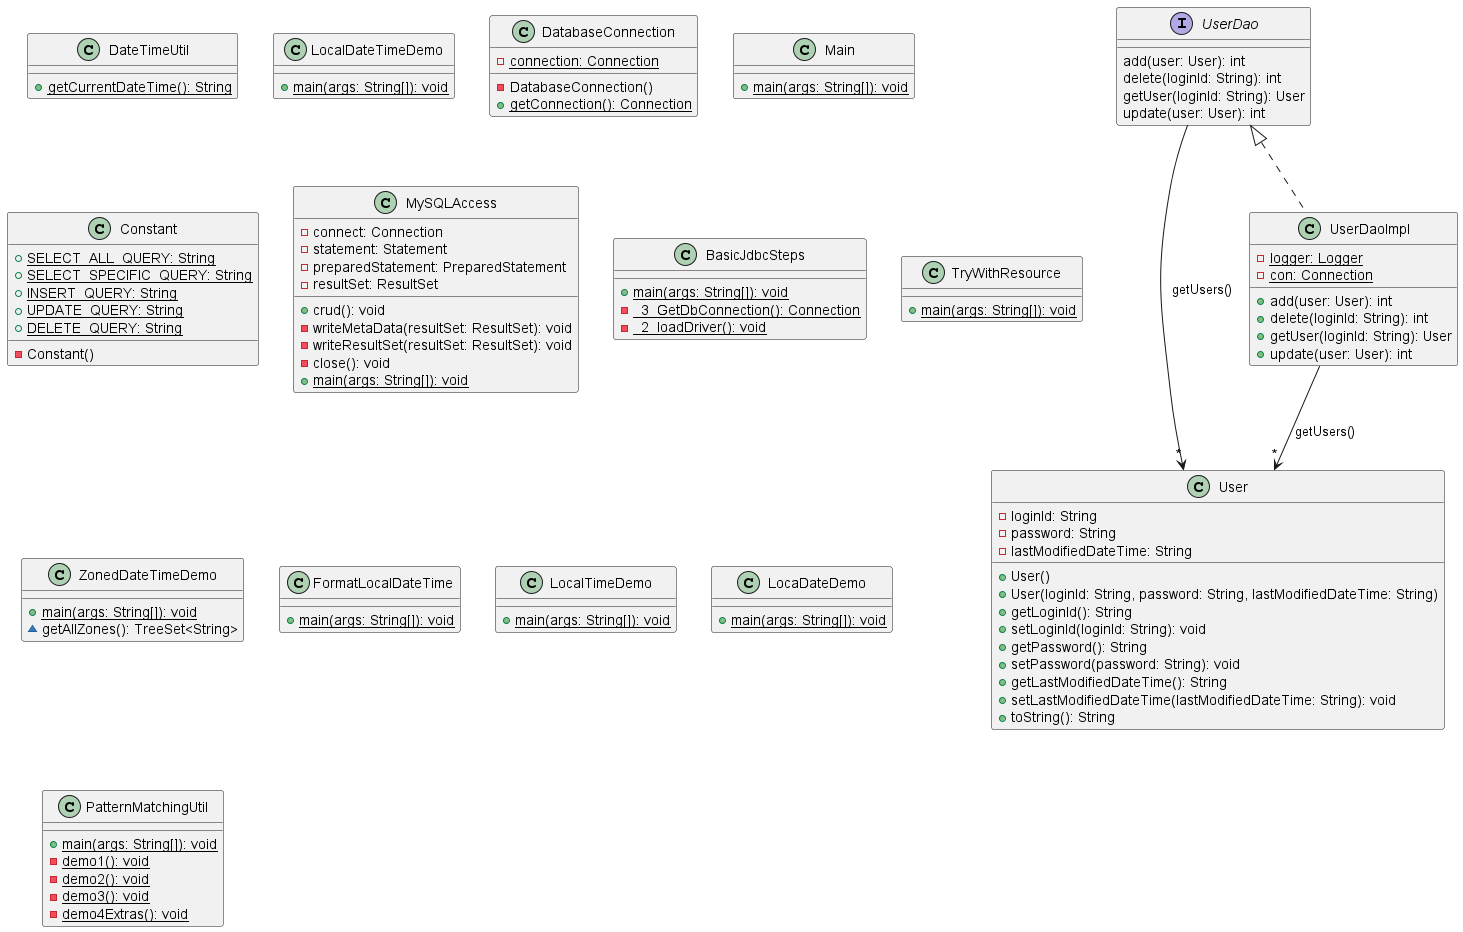 C DateTimeUtil
getCurrentDateTime(): String
C LocalDateTimeDemo
main(args: String[]): void
C DatabaseConnection
connection: Connection
DatabaseConnection()
getConnection(): Connection
C Main
main(args: String[]): void
I UserDao
add(user: User): int
delete(loginId: String): int
getUser(loginId: String): User
update(user: User): int
C Constant
SELECT_ALL_QUERY: String
SELECT_SPECIFIC_QUERY: String
INSERT_QUERY: String
UPDATE_QUERY: String
DELETE_QUERY: String
Constant()
C MySQLAccess
connect: Connection
statement: Statement
preparedStatement: PreparedStatement
resultSet: ResultSet
crud(): void
writeMetaData(resultSet: ResultSet): void
writeResultSet(resultSet: ResultSet): void
close(): void
main(args: String[]): void
C BasicJdbcSteps
main(args: String[]): void
_3_GetDbConnection(): Connection
_2_loadDriver(): void
C TryWithResource
main(args: String[]): void
getUsers()
*
C UserDaoImpl
logger: Logger
con: Connection
add(user: User): int
delete(loginId: String): int
getUser(loginId: String): User
update(user: User): int
getUsers()
*
C User
loginId: String
password: String
lastModifiedDateTime: String
User()
User(loginId: String, password: String, lastModifiedDateTime: String)
getLoginId(): String
setLoginId(loginId: String): void
getPassword(): String
setPassword(password: String): void
getLastModifiedDateTime(): String
setLastModifiedDateTime(lastModifiedDateTime: String): void
toString(): String
C ZonedDateTimeDemo
main(args: String[]): void
getAllZones(): TreeSet<String>
C FormatLocalDateTime
main(args: String[]): void
C LocalTimeDemo
main(args: String[]): void
C LocaDateDemo
main(args: String[]): void
C PatternMatchingUtil
main(args: String[]): void
demo1(): void
demo2(): void
demo3(): void
demo4Extras(): void